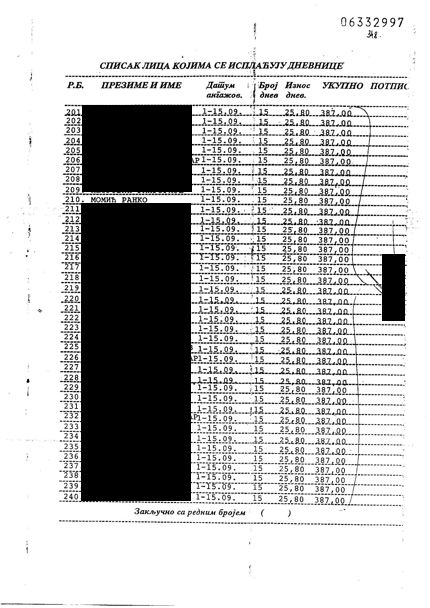 06332997
СПИСАК ЛИЦА КОЈИМА СЕ ИСПЛАЋУЈУ ДНЕВНИЦЕ
Р.Б. ПРЕЗИМЕ И ИМЕ Датум ангажов. Број днев Износ днев. УКУПНО ПОТПИС
201 1-15.09. 15 25,80 387,00
202 1-15.09. 15 25,80 387,00
203 1-15.09. 15 25,80 387,00
204 1-15.09. 15 25,80 387,00
205 1-15.09. 15 25,80 387,00
206 1-15.09. 15 25,80 387,00
207 1-15.09. 15 25,80 387,00
208 1-15.09. 15 25,80 387,00
209 1-15.09. 15 25,80 387,00
210. МОМИЋ РАНКО 1-15.09. 15 25,80 387,00
211 1-15.09. 15 25,80 387,00
212 1-15.09. 15 25,80 387,00
213 1-15.09. 15 25,80 387,00
214 1-15.09. 15 25,80 387,00
215 1-15.09. 15 25,80 387,00
216 1-15.09. 15 25,80 387,00
217 1-15.09. 15 25,80 387,00
218 1-15.09. 15 25,80 387,00
219 1-15.09. 15 25,80 387,00
220 1-15.09. 15 25,80 387,00
221 1-15.09. 15 25,80 387,00
222 1-15.09. 15 25,80 387,00
223 1-15.09. 15 25,80 387,00
224 1-15.09. 15 25,80 387,00
225 1-15.09. 15 25,80 387,00
226 1-15.09. 15 25,80 387,00
227 1-15.09. 15 25,80 387,00
228 1-15.09. 15 25,80 387,00
229 1-15.09. 15 25,80 387,00
230 1-15.09. 15 25,80 387,00
231 1-15.09. 15 25,80 387,00
232 1-15.09. 15 25,80 387,00
233 1-15.09. 15 25,80 387,00
234 1-15.09. 15 25,80 387,00
235 1-15.09. 15 25,80 387,00
236 1-15.09. 15 25,80 387,00
237 1-15.09. 15 25,80 387,00
238 1-15.09. 15 25,80 387,00
239 1-15.09. 15 25,80 387,00
240 1-15.09. 15 25,80 387,00
Закључно са редним бројем ( )